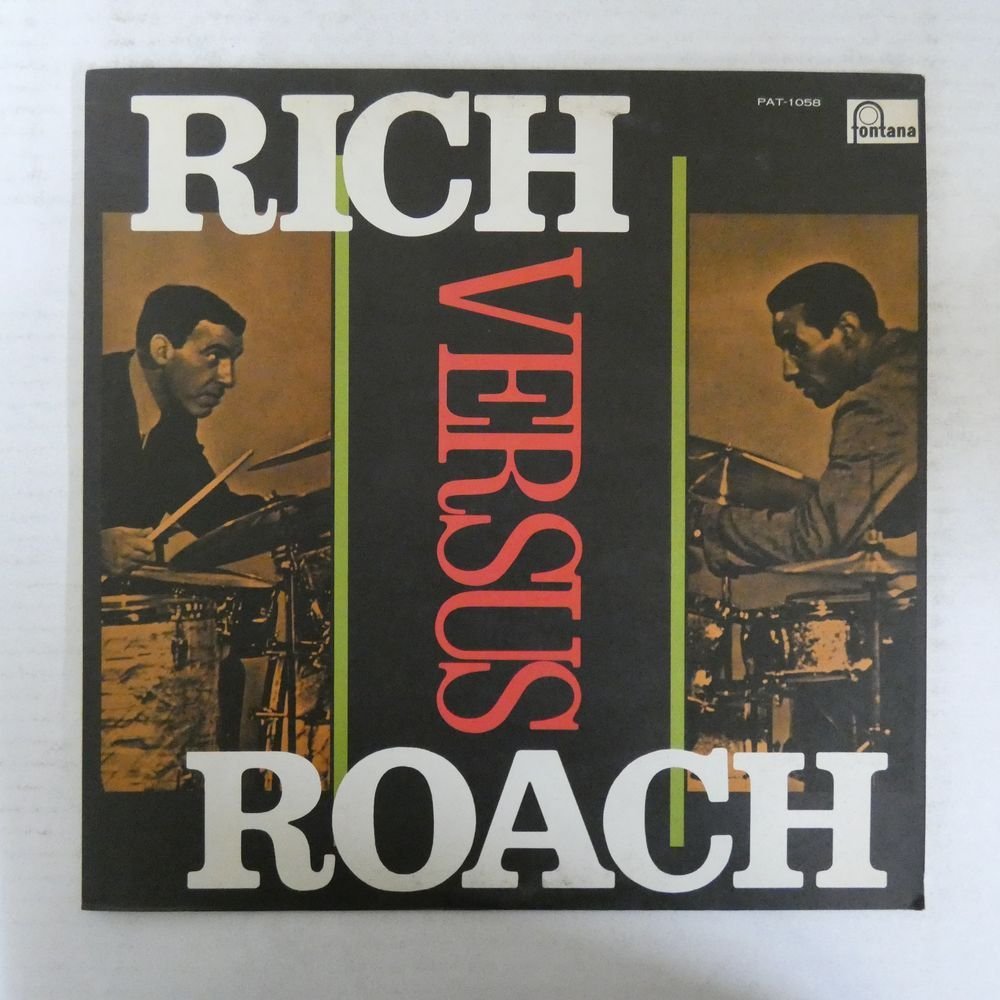 RICH
PAT-1058
fontana
VERSUS
ROACH